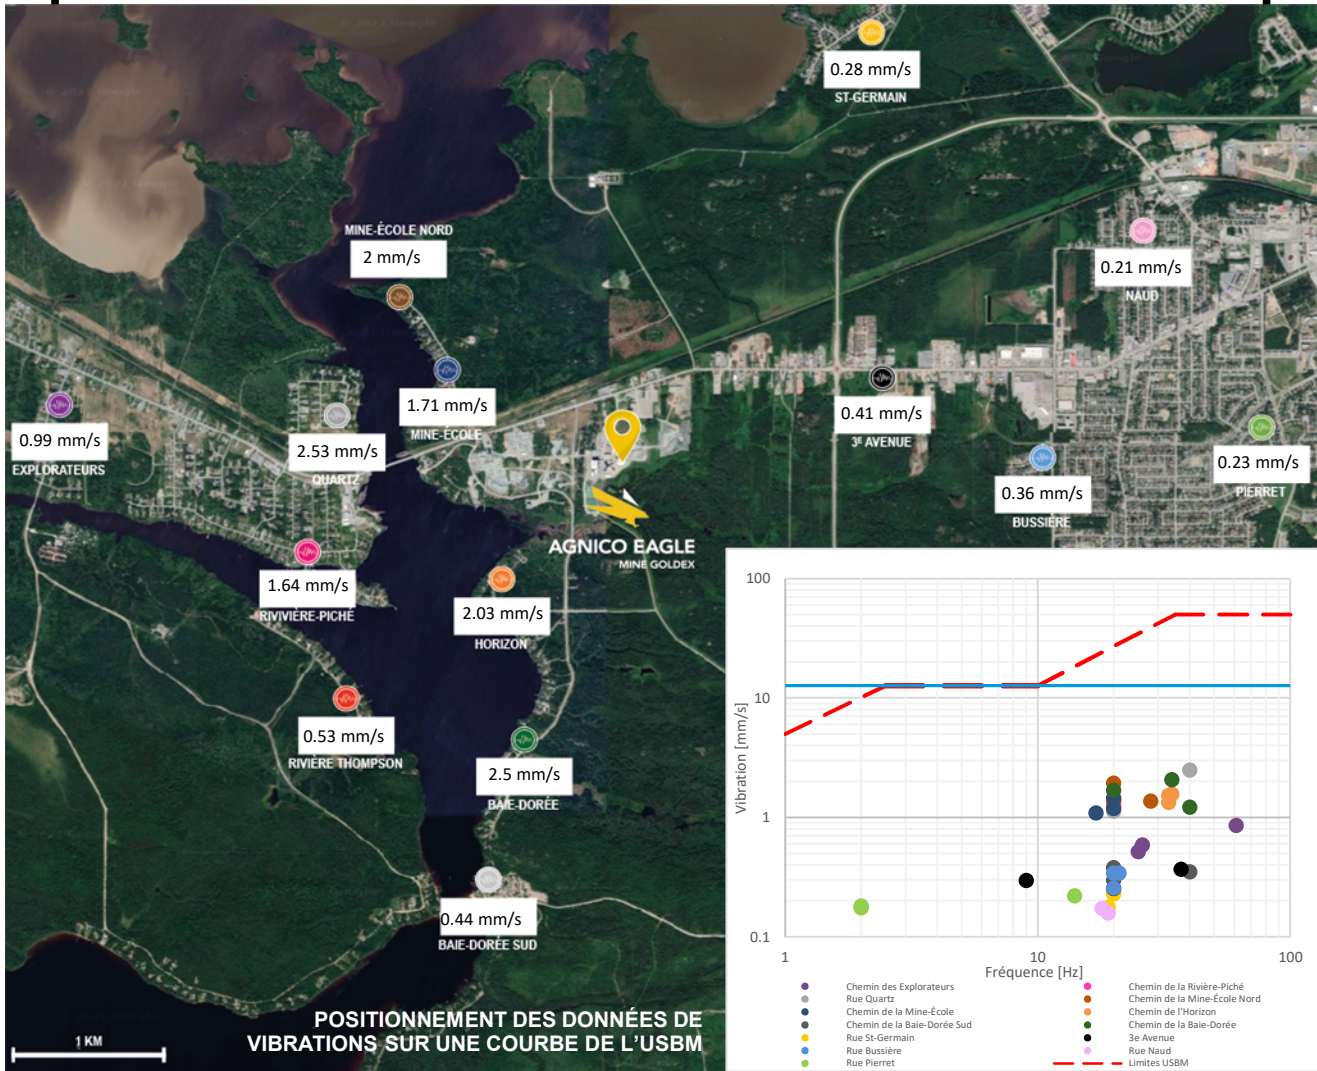 0.28 mm/s
ST-GERMAIN
MINE-ÉCOLE NORD
2 mm/s
0.21 mm/s
NAUD
0.99 mm/s
EXPLORATEURS
2.53 mm/s
QUARTZ
1.71 mm/s
MINE-ÉCOLE
0.41 mm/s
3E AVENUE
0.36 mm/s
BUSSIÈRE
0.23 mm/s
PIERRET
AGNICO EAGLE
MINE GOLDEX
1.64 mm/s
RIVIVIÈRE-PICHÉ
2.03 mm/s
HORIZON
0.53 mm/s
RIVIÈRE THOMPSON
2.5 mm/s
BAIE-DORÉE
0.44 mm/s
BAIE-DORÉE SUD
POSITIONNEMENT DES DONNÉES DE
VIBRATIONS SUR UNE COURBE DE L'USBM
1 KM
100
10
1
0.1
Vibration [mm/s]
1
10
100
Fréquence [Hz]
Chemin des Explorateurs
Rue Quartz
Chemin de la Mine-École
Chemin de la Baie-Dorée Sud
Rue St-Germain
Rue Bussière
Rue Pierret
Chemin de la Rivière-Piché
Chemin de la Mine-École Nord
Chemin de l'Horizon
Chemin de la Baie-Dorée
3e Avenue
Rue Naud
Limites USBM